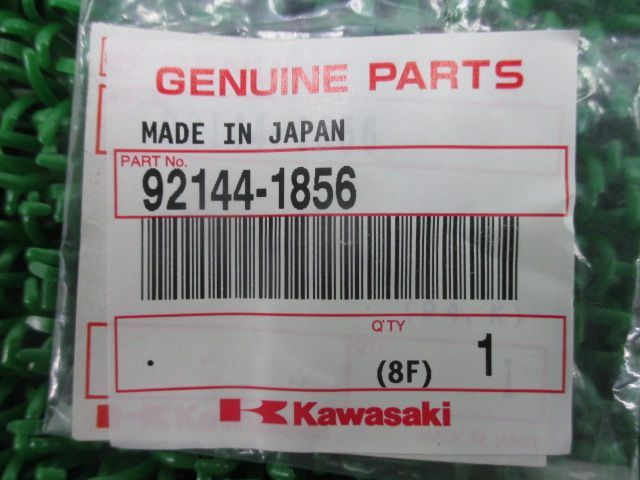 GENUINE PARTS
MADE IN JAPAN
PART No.
92144-1856
Q'TY
(8F) 1
Kawasaki